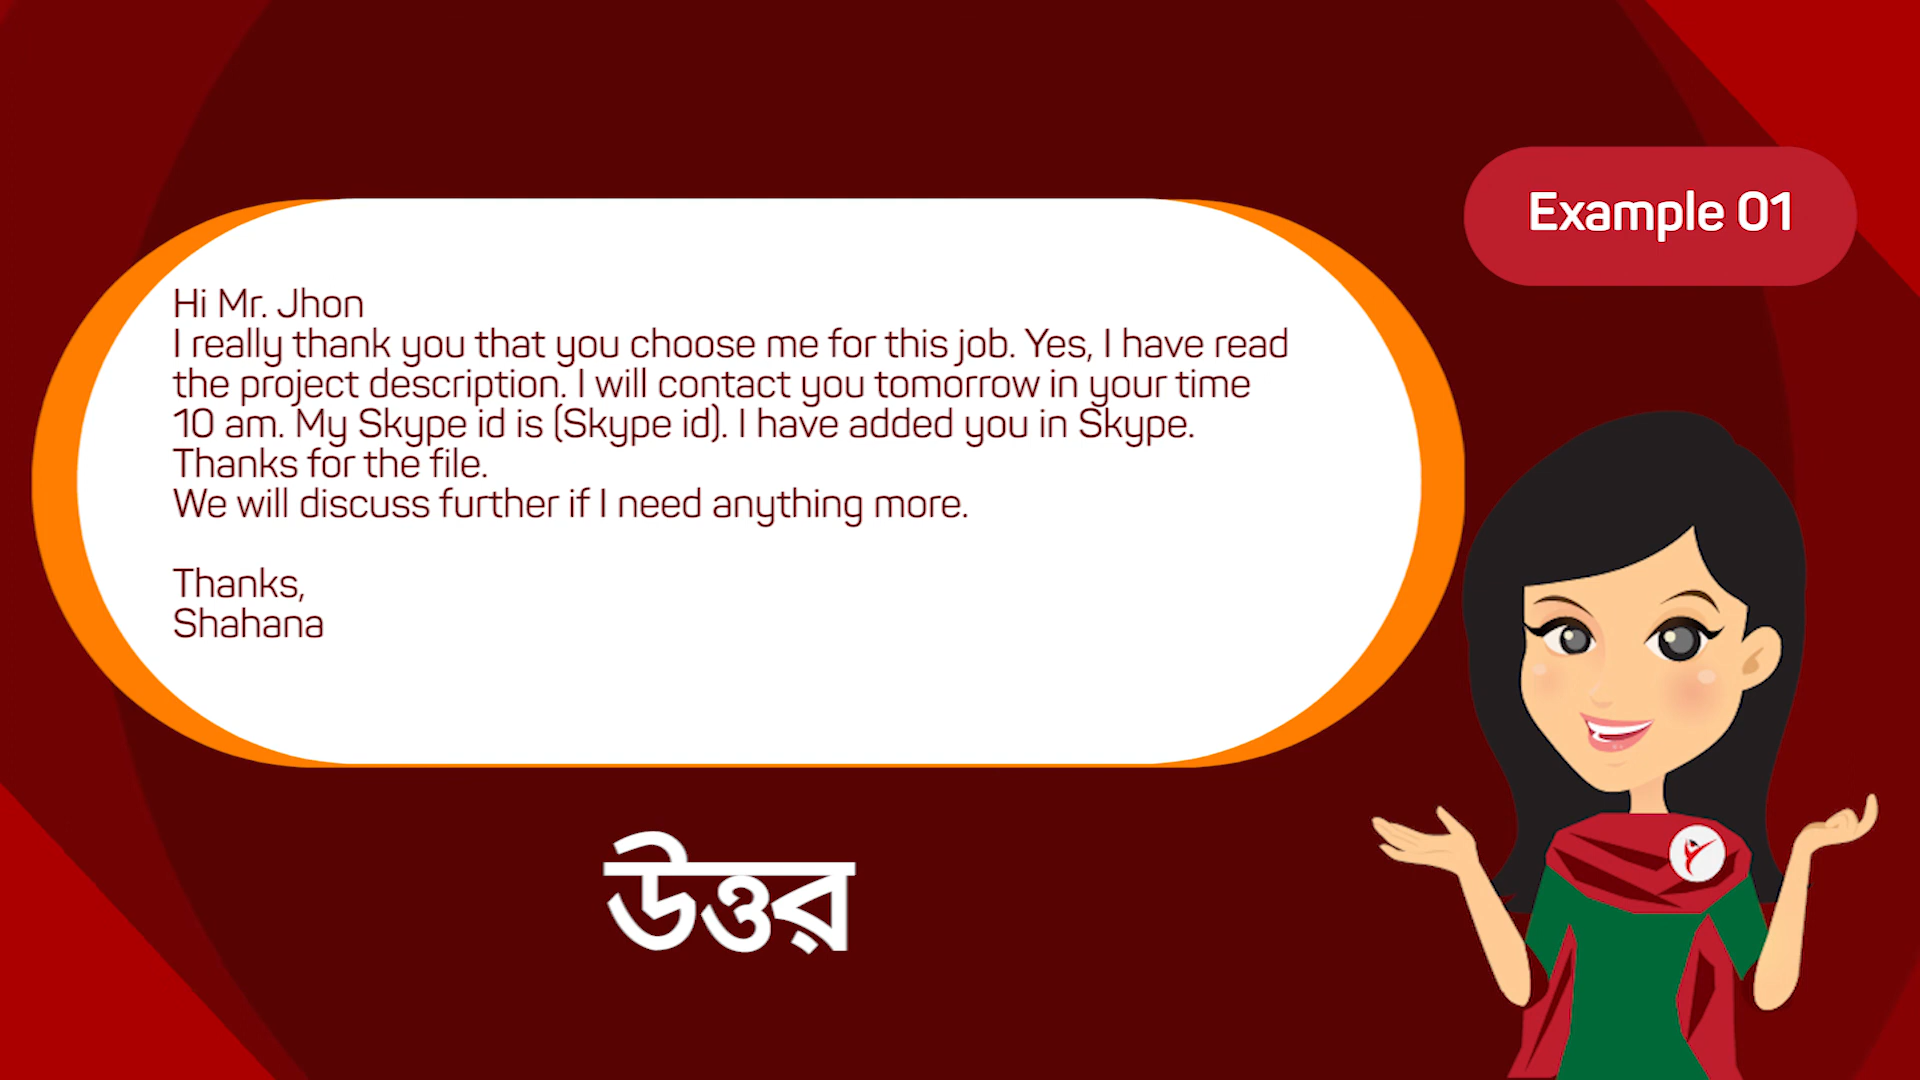 Example 01
Hi Mr. Jhon
I really thank you that you choose me for this job. Yes, I have read
the project description. I will contact you tomorrow in your time
10 am. My Skype id is (Skype id). I have added you in Skype.
Thanks for the file.
We will discuss further if I need anything more.
Thanks,
Shahana
উত্তর